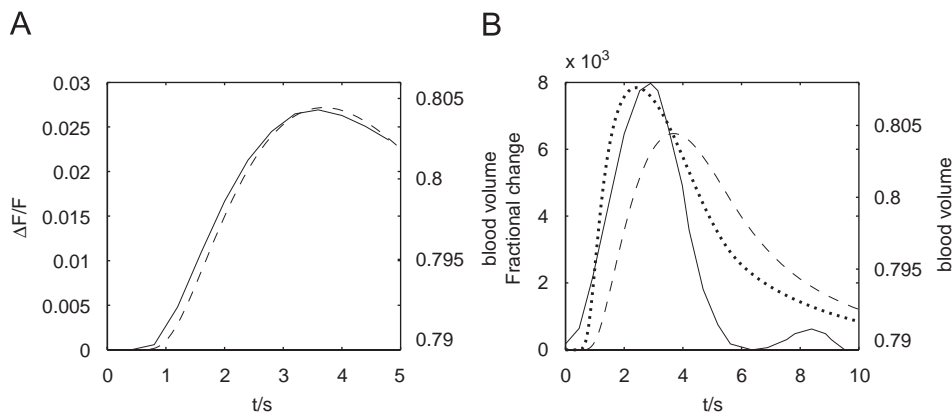 A
B
x 10³
0.03
0.025
0.02
0.015
0.01
0.005
0
ΔF/F
0.805
0.8
0.795
0.79
blood volume
0 1 2 3 4 5
t/s
8
6
4
2
0
Fractional change
0.805
0.8
0.795
0.79
blood volume
0 2 4 6 8 10
t/s